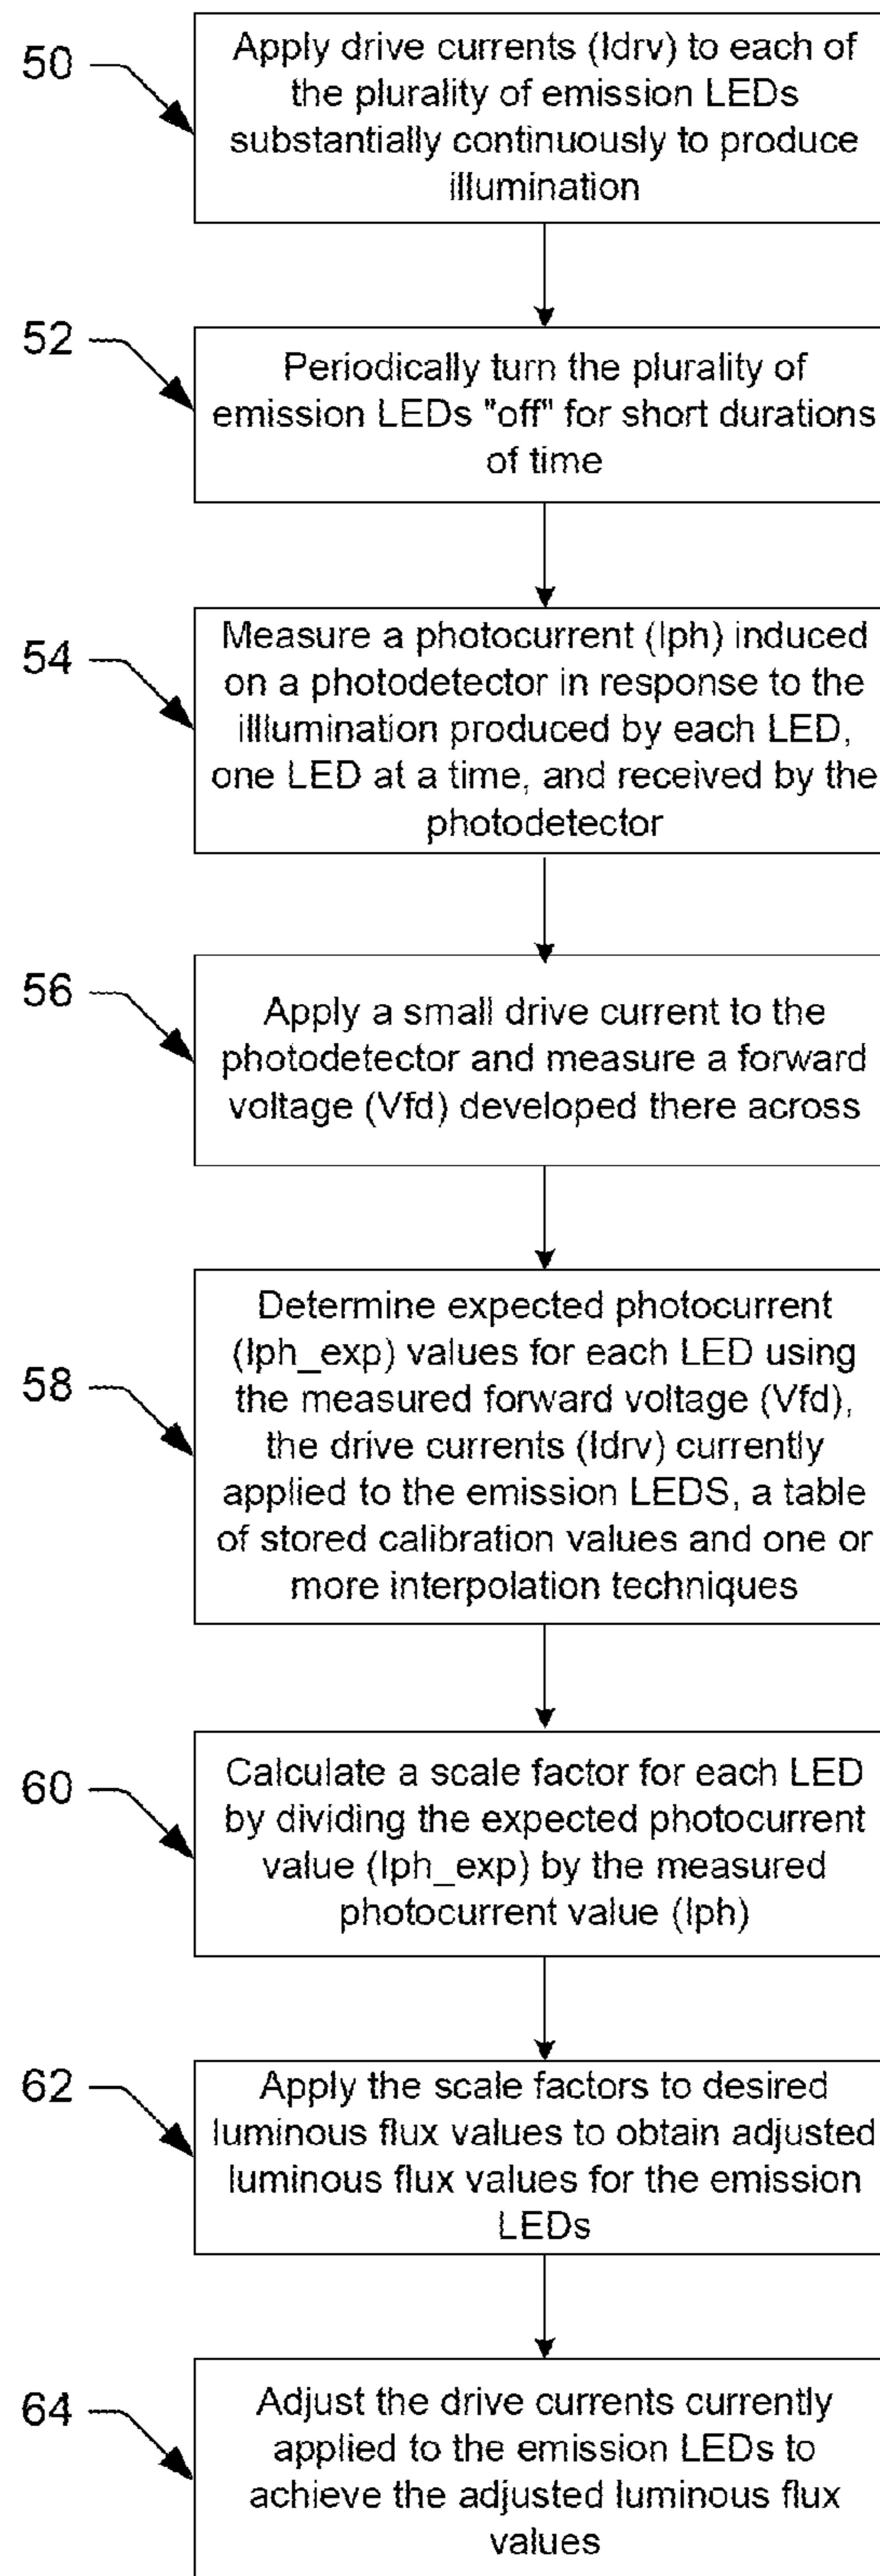 50
Apply drive currents (Idrv) to each of
the plurality of emission LEDs
substantially continuously to produce
illumination
52
Periodically turn the plurality of
emission LEDs "off" for short durations
of time
54
Measure a photocurrent (Iph) induced
on a photodetector in response to the
illlumination produced by each LED,
one LED at a time, and received by the
photodetector
56
Apply a small drive current to the
photodetector and measure a forward
voltage (Vfd) developed there across
58
Determine expected photocurrent
(Iph_exp) values for each LED using
the measured forward voltage (Vfd),
the drive currents (Idrv) currently
applied to the emission LEDS, a table
of stored calibration values and one or
more interpolation techniques
60
Calculate a scale factor for each LED
by dividing the expected photocurrent
value (Iph_exp) by the measured
photocurrent value (Iph)
62
Apply the scale factors to desired
luminous flux values to obtain adjusted
luminous flux values for the emission
LEDs
64
Adjust the drive currents currently
applied to the emission LEDs to
achieve the adjusted luminous flux
values